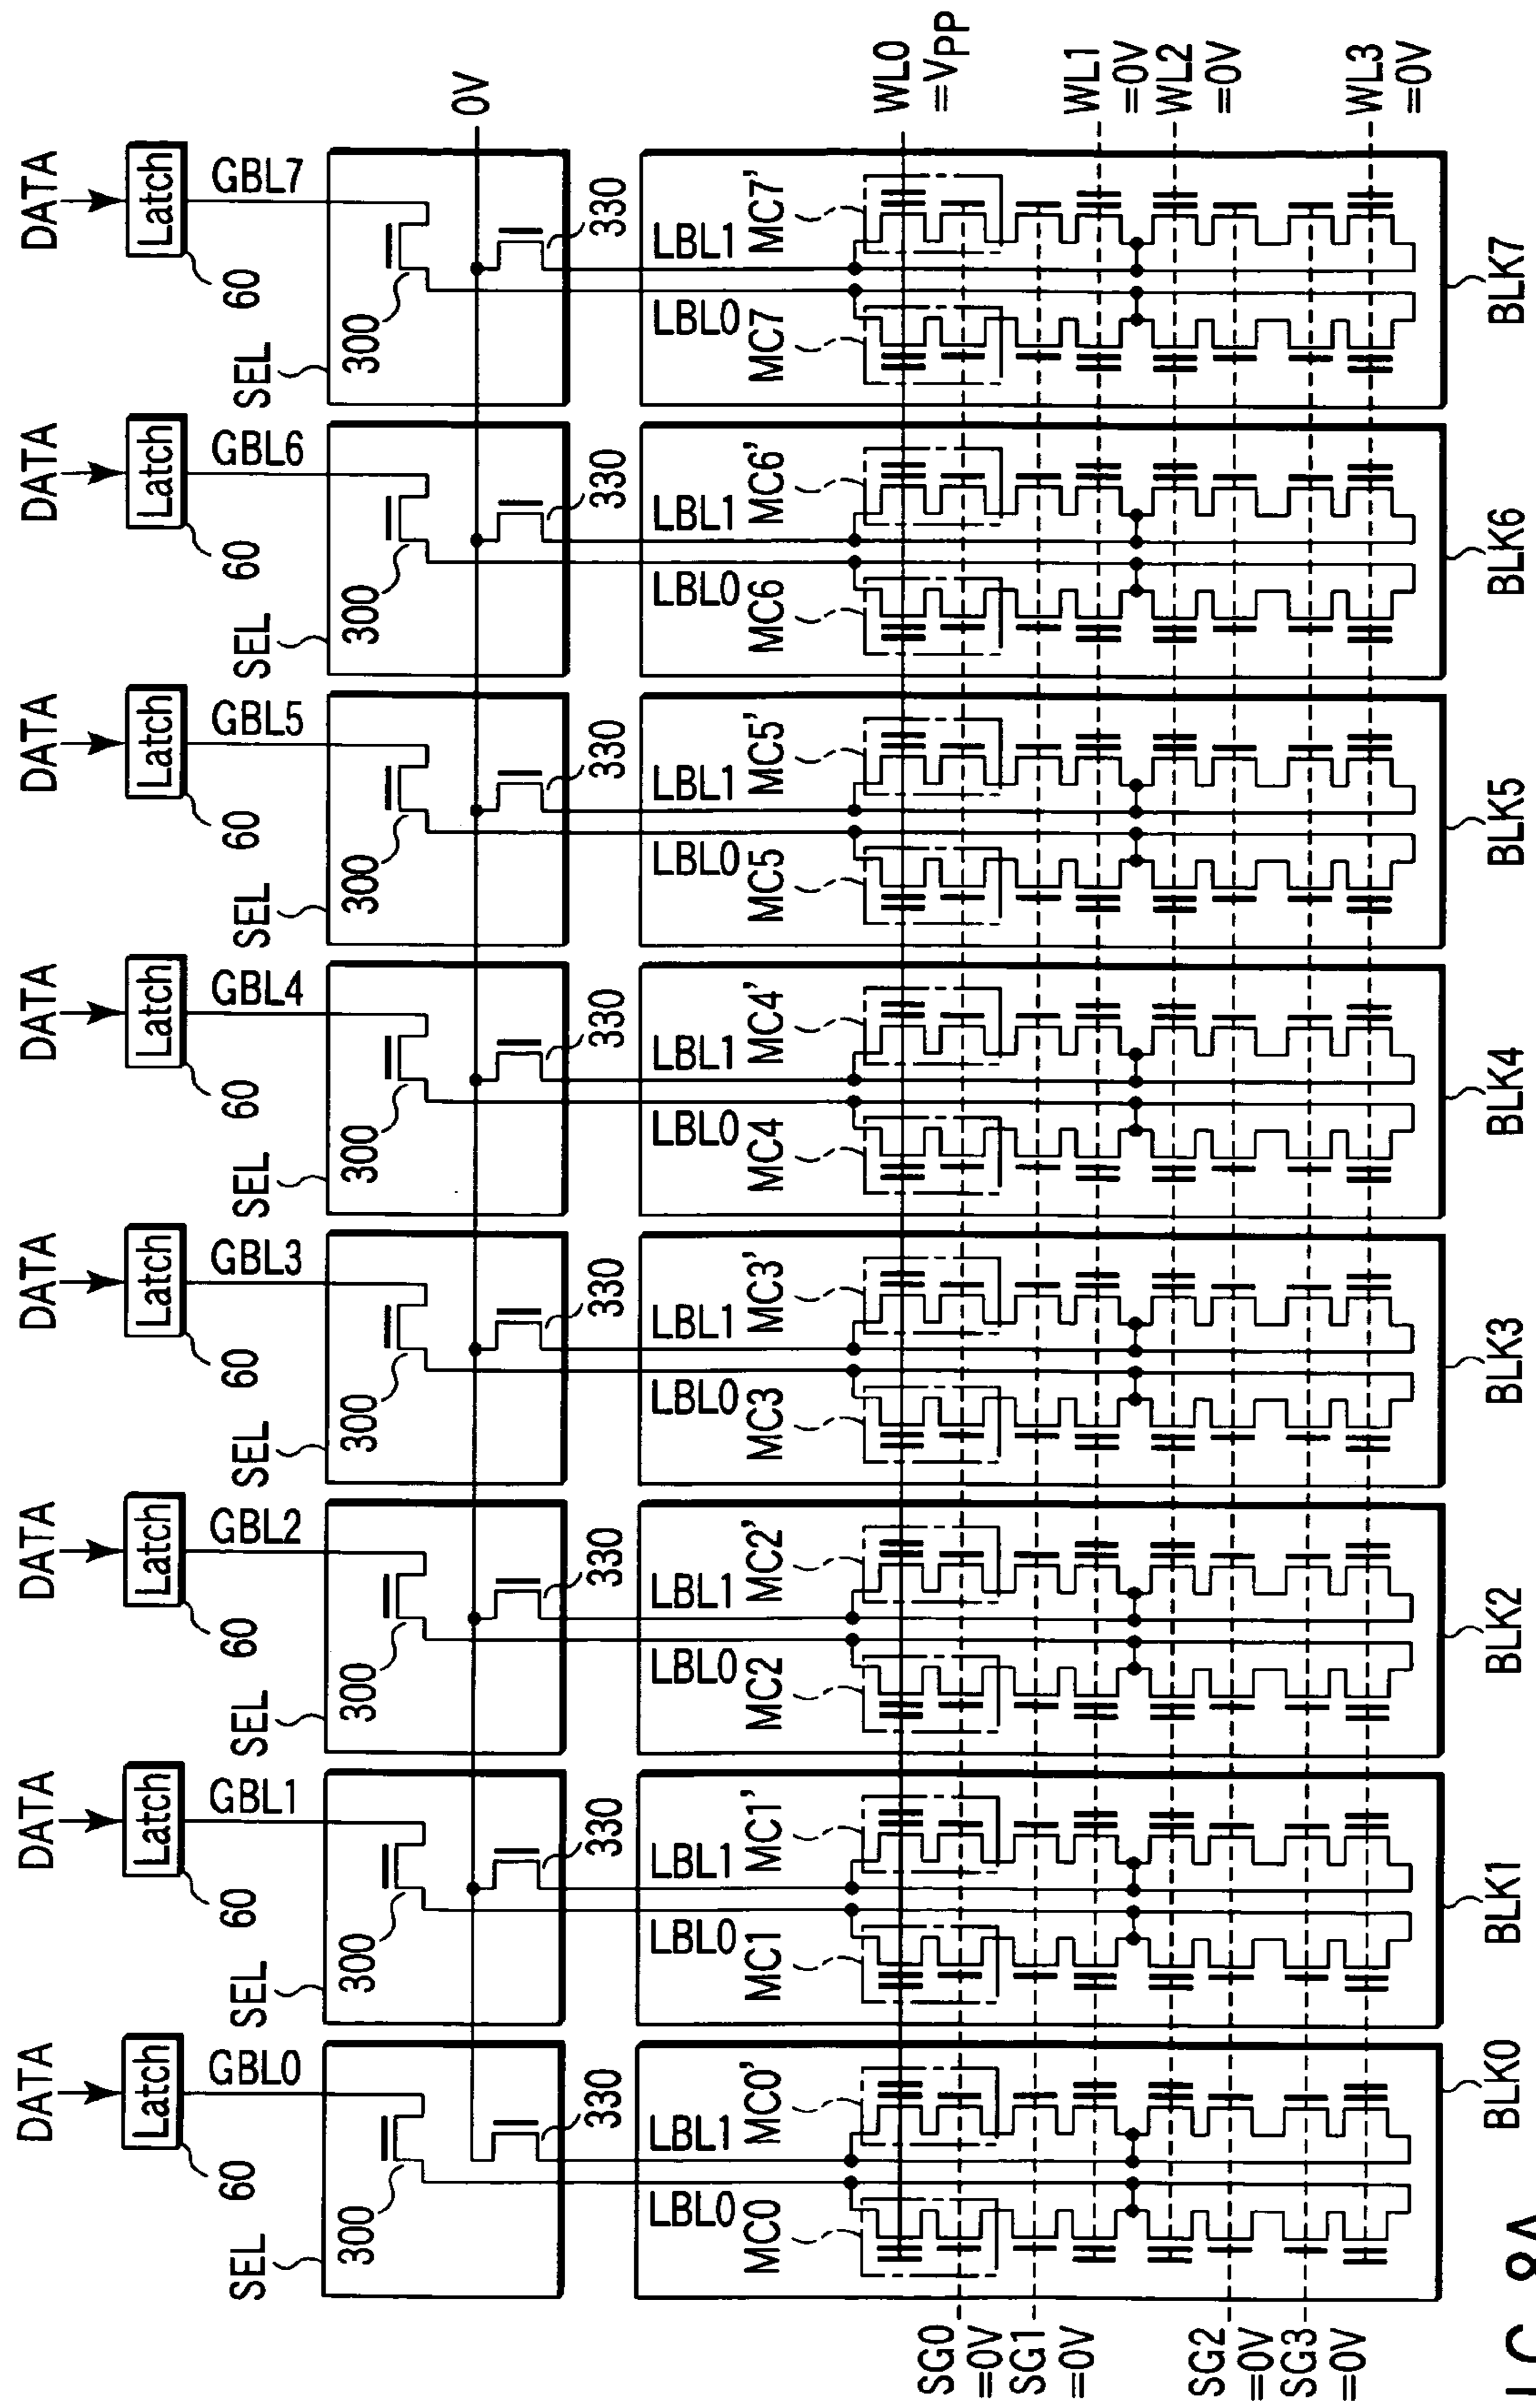 DATA DATA DATA DATA DATA DATA DATA DATA
Latch Latch Latch Latch Latch Latch Latch Latch
60 GBL0 60 GBL1 60 GBL2 60 GBL3 60 GBL4 60 GBL5 60 GBL6 60 GBL7
SEL SEL SEL SEL SEL SEL SEL SEL
300 300 300 300 300 300 300 300
0V
330 330 330 330 330 330 330 330
LBL0 LBL1 LBL0 LBL1 LBL0 LBL1 LBL0 LBL1 LBL0 LBL1 LBL0 LBL1 LBL0 LBL1 LBL0 LBL1
MC0 MC0' MC1 MC1' MC2 MC2' MC3 MC3' MC4 MC4' MC5 MC5' MC6 MC6' MC7 MC7'
WL0
=VPP
SG0
=0V
SG1
=0V
WL1
=0V
WL2
=0V
SG2
=0V
SG3
=0V
WL3
=0V
BLK0 BLK1 BLK2 BLK3 BLK4 BLK5 BLK6 BLK7